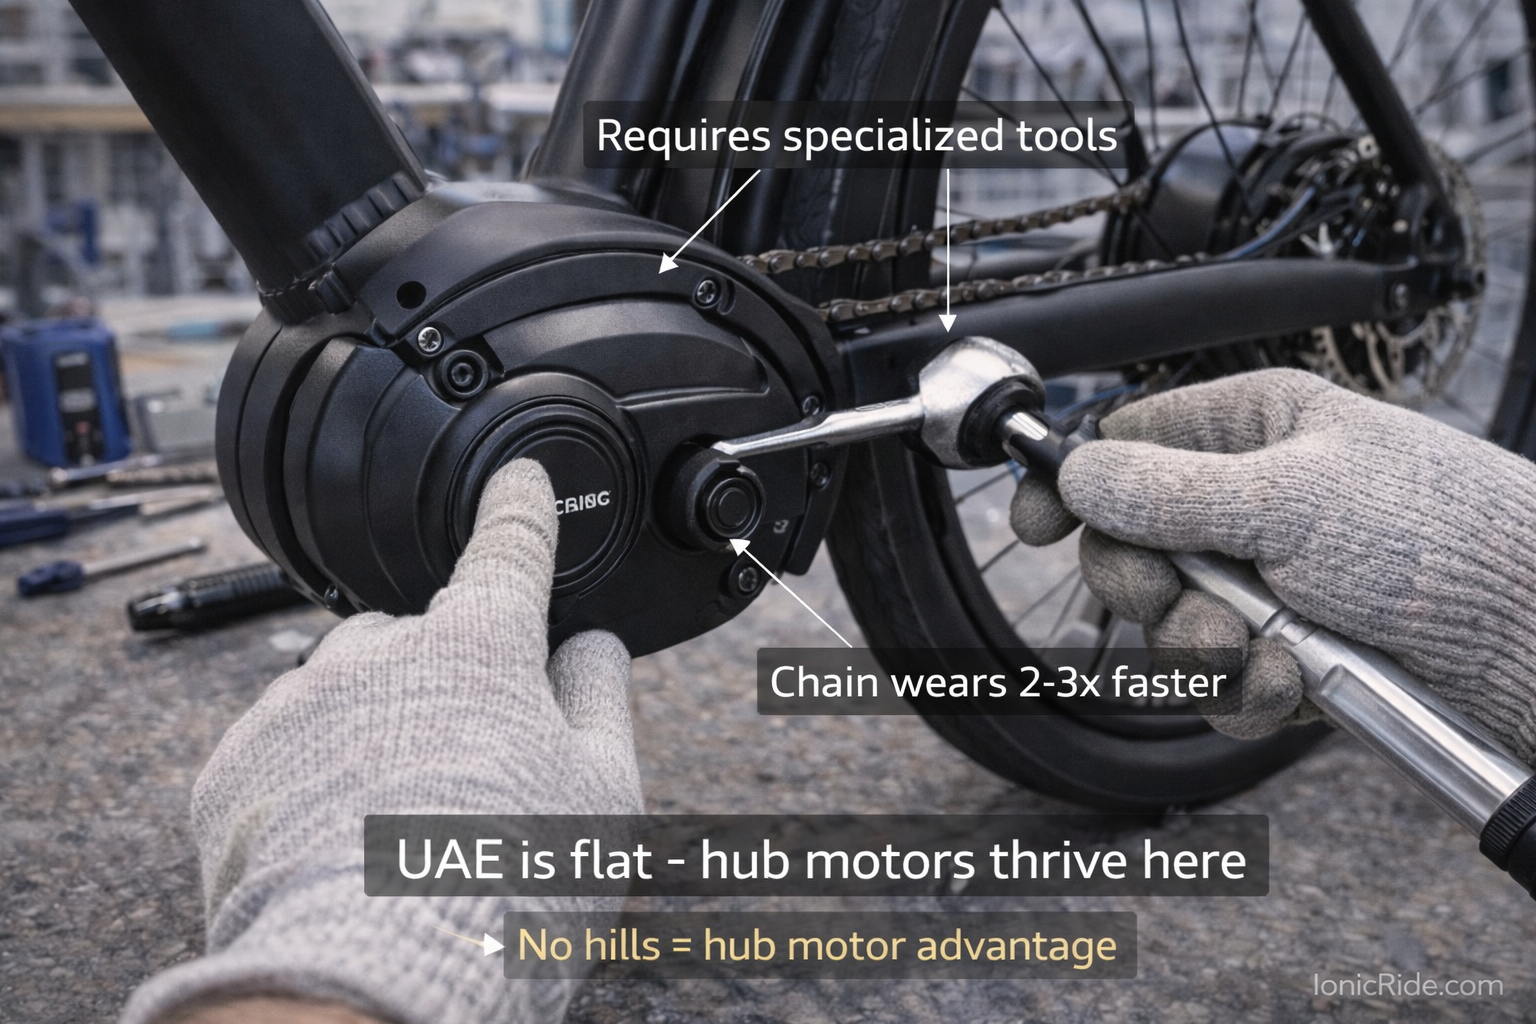 Requires specialized tools
Chain wears 2-3x faster
UAE is flat - hub motors thrive here
No hills = hub motor advantage
IonicRide.com